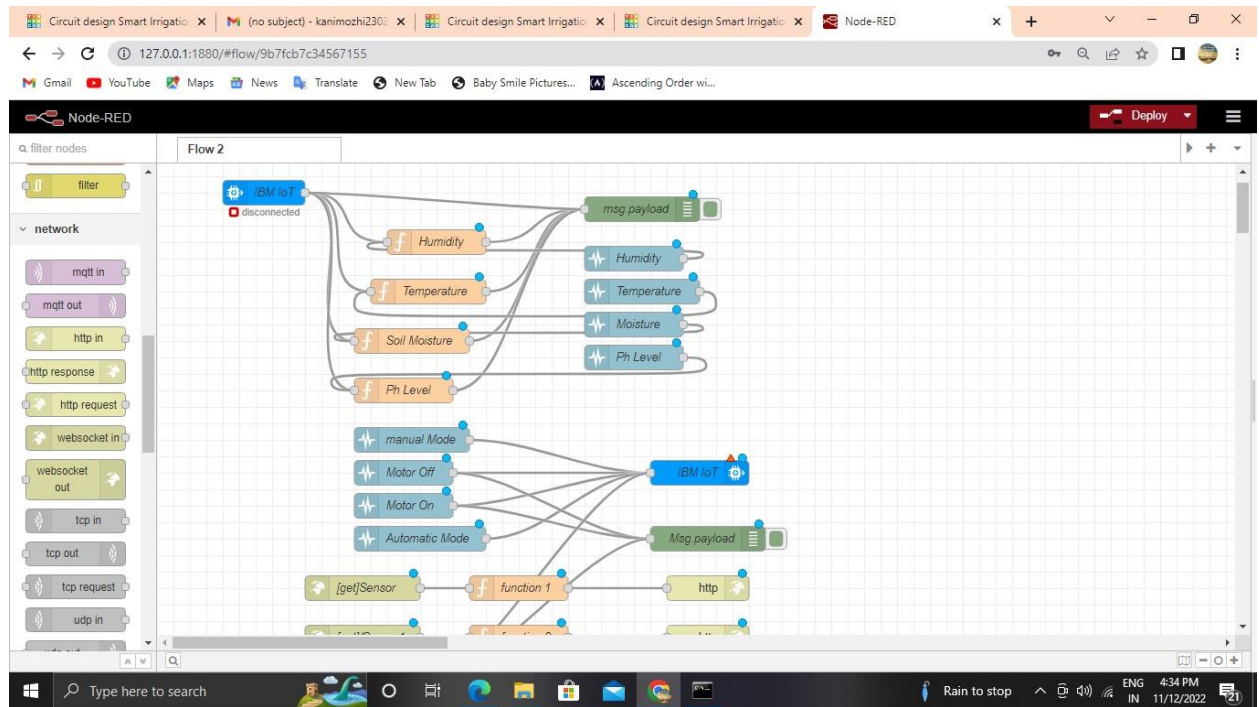 Circuit design Smart Irrigatio
(no subject) - kanimozhi2302
Circuit design Smart Irrigatio
Circuit design Smart Irrigatio
Node-RED
127.0.0.1:1880/#flow/9b7fcb7c34567155
Gmail YouTube Maps News Translate New Tab Baby Smile Pictures... Ascending Order wi...
Node-RED
Deploy
filter nodes
Flow 2
filter
network
mqtt in
mqtt out
http in
http response
http request
websocket in
websocket
out
tcp in
tcp out
tcp request
udp in
IBM IoT
disconnected
msg.payload
Humidity
Humidity
Temperature
Temperature
Moisture
Soil Moisture
Ph Level
Ph Level
manual Mode
Motor Off
IBM IoT
Motor On
Automatic Mode
Msg.payload
[get]Sensor
function 1
http
Type here to search
Rain to stop
ENG
IN
4:34 PM
11/12/2022
21